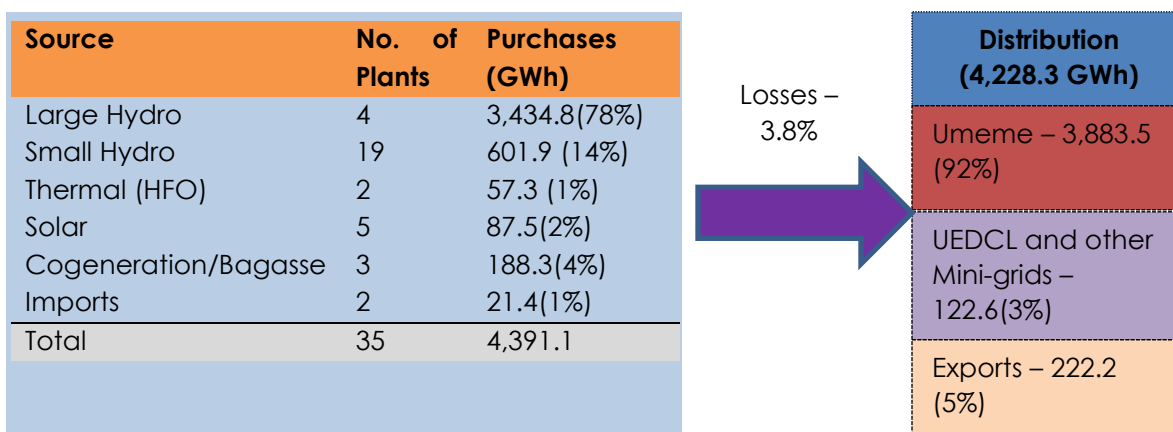 Source No. of Purchases
Plants (GWh)
Large Hydro 4 3,434.8(78%)
Small Hydro 19 601.9 (14%)
Thermal (HFO) 2 57.3 (1%)
Solar 5 87.5(2%)
Cogeneration/Bagasse 3 188.3(4%)
Imports 2 21.4(1%)
Total 35 4,391.1
Losses –
3.8%
Distribution
(4,228.3 GWh)
Umeme – 3,883.5
(92%)
UEDCL and other
Mini-grids –
122.6(3%)
Exports – 222.2
(5%)